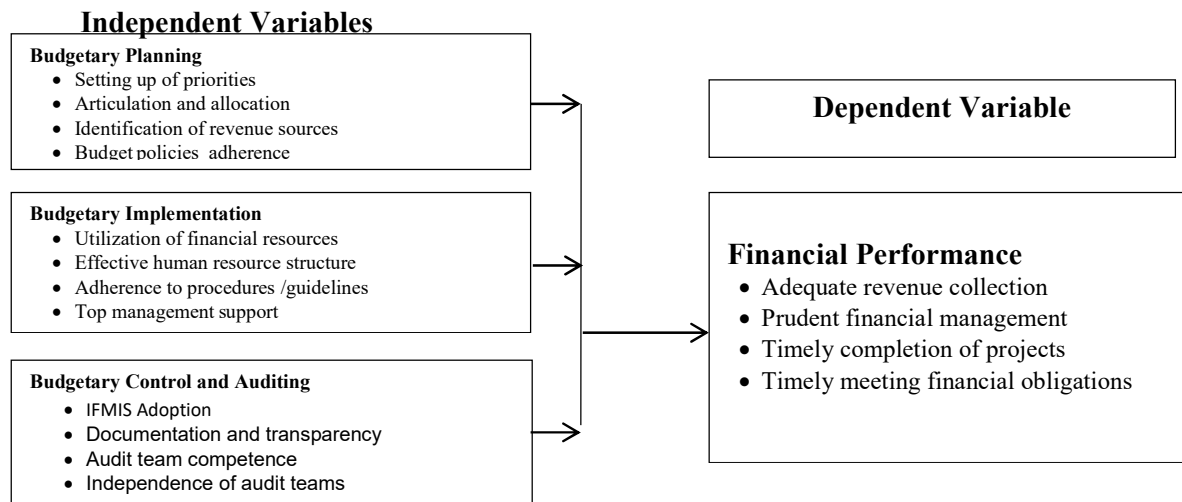 Independent Variables
Budgetary Planning
• Setting up of priorities
• Articulation and allocation
• Identification of revenue sources
• Budget policies adherence
Budgetary Implementation
• Utilization of financial resources
• Effective human resource structure
• Adherence to procedures /guidelines
• Top management support
Budgetary Control and Auditing
• IFMIS Adoption
• Documentation and transparency
• Audit team competence
• Independence of audit teams
Dependent Variable
Financial Performance
• Adequate revenue collection
• Prudent financial management
• Timely completion of projects
• Timely meeting financial obligations